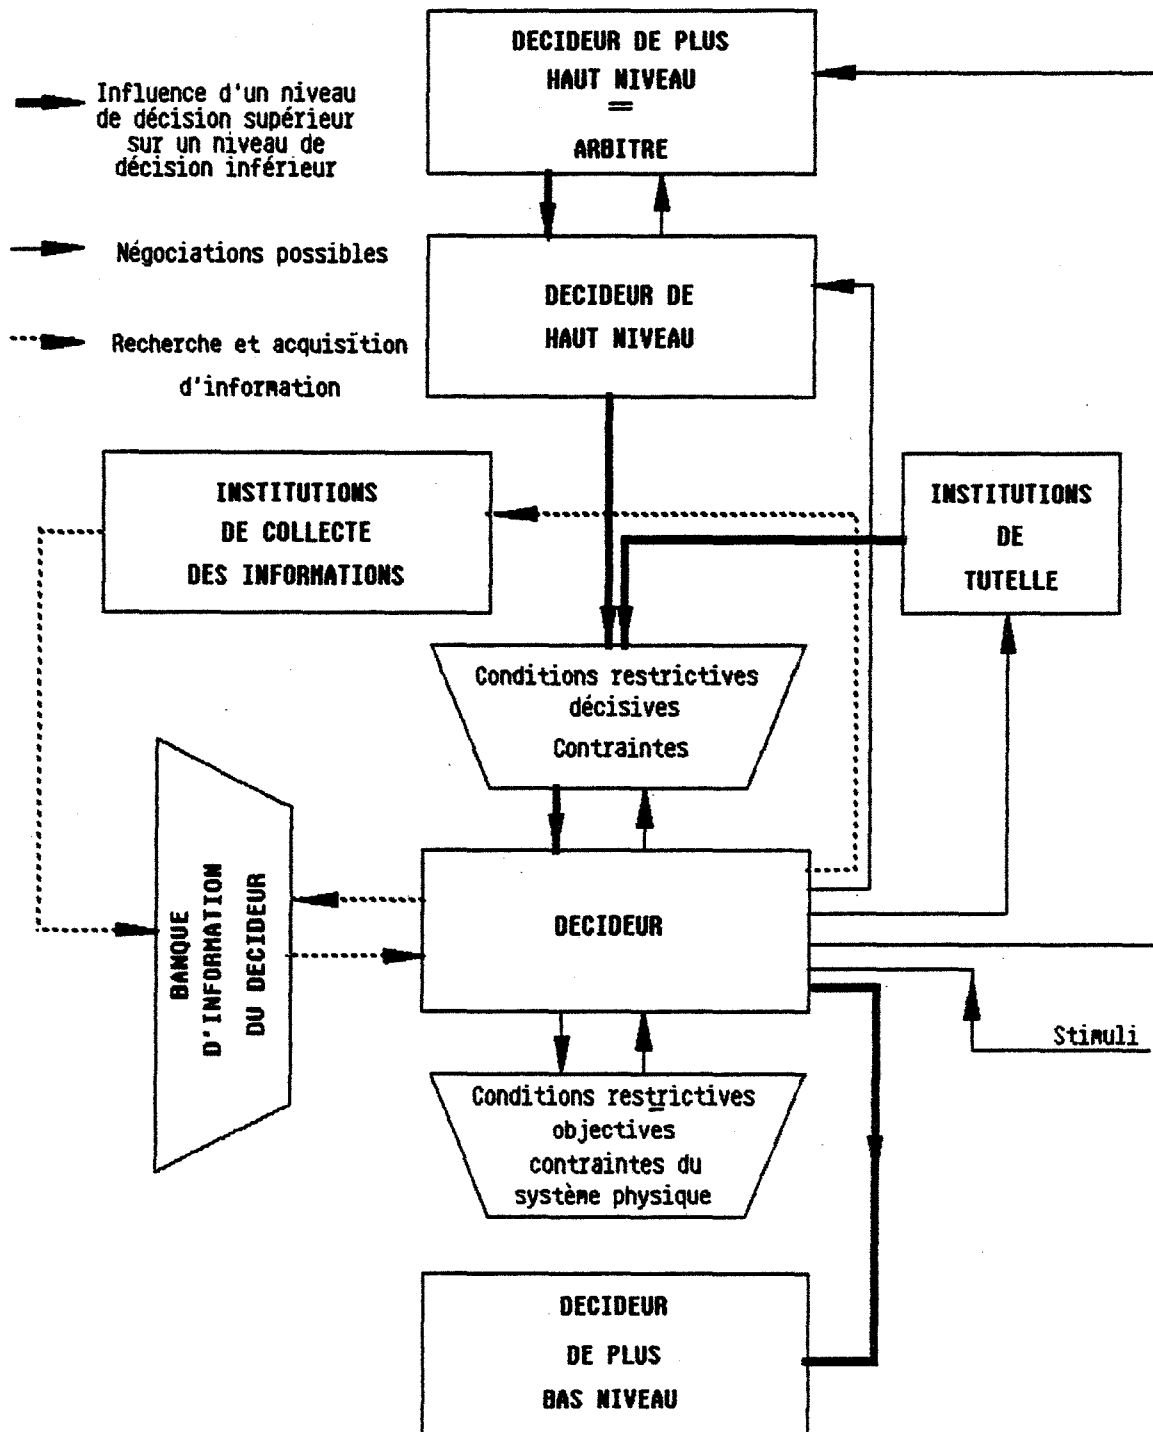 DECIDEUR DE PLUS
HAUT NIVEAU
=
ARBITRE
Influence d'un niveau
de décision supérieur
sur un niveau de
décision inférieur
Négociations possibles
DECIDEUR DE
HAUT NIVEAU
Recherche et acquisition
d'information
INSTITUTIONS
DE COLLECTE
DES INFORMATIONS
INSTITUTIONS
DE
TUTELLE
Conditions restrictives
décisives
Contraintes
BANQUE
D'INFORMATION
DU DECIDEUR
DECIDEUR
Stimuli
Conditions restrictives
objectives
contraintes du
système physique
DECIDEUR
DE PLUS
BAS NIVEAU